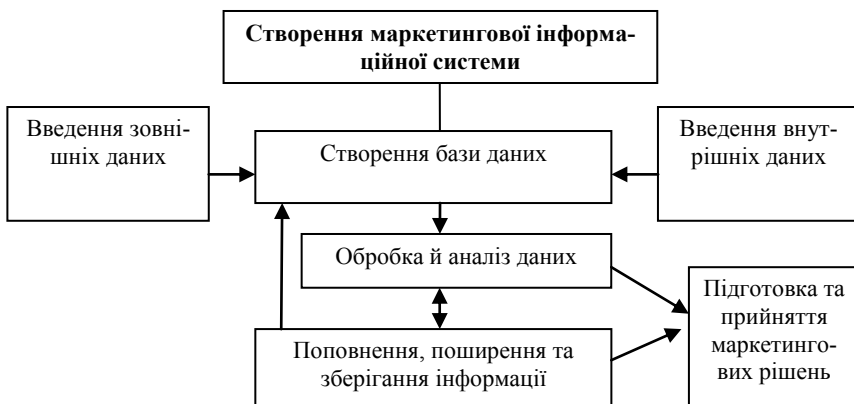 Створення маркетингової інформа-
ційної системи
Введення зовні-
шніх даних
Створення бази даних
Введення внут-
рішніх даних
Обробка й аналіз даних
Підготовка та
прийняття
маркетинго-
вих рішень
Поповнення, поширення та
зберігання інформації